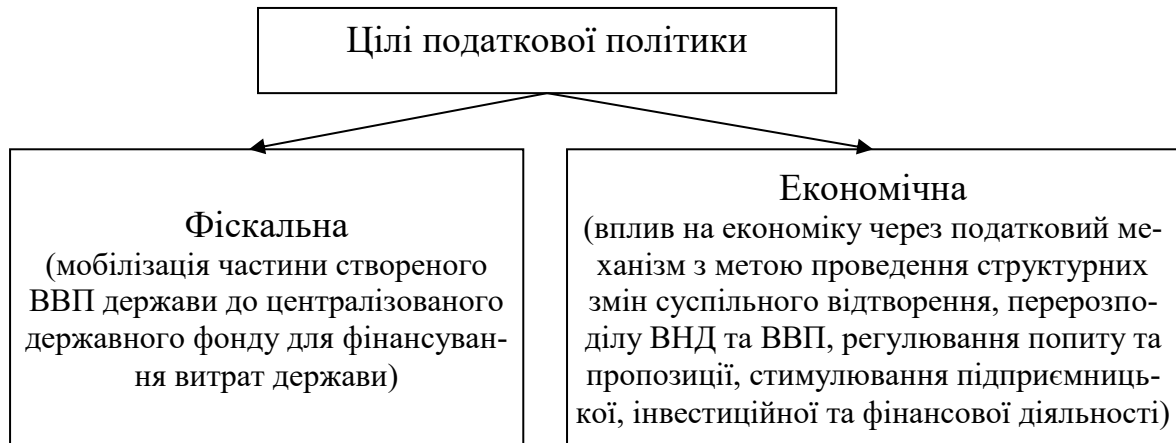 Цілі податкової політики
Фіскальна
(мобілізація частини створеного
ВВП держави до централізованого
державного фонду для фінансуван-
ня витрат держави)
Економічна
(вплив на економіку через податковий ме-
ханізм з метою проведення структурних
змін суспільного відтворення, перерозпо-
ділу ВНД та ВВП, регулювання попиту та
пропозиції, стимулювання підприємниць-
кої, інвестиційної та фінансової діяльності)